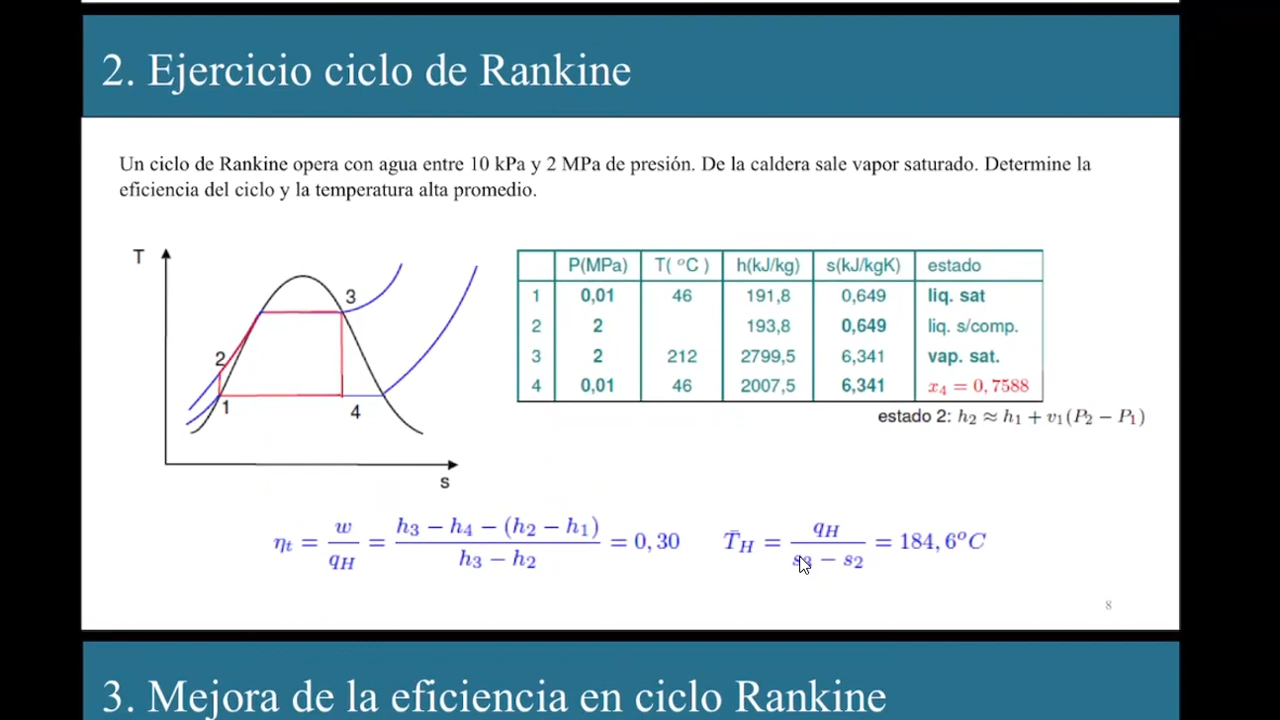 2. Ejercicio ciclo de Rankine
Un ciclo de Rankine opera con agua entre 10 kPa y 2 MPa de presión. De la caldera sale vapor saturado. Determine la
eficiencia del ciclo y la temperatura alta promedio.
T
3
2
1
4
s
P(MPa) T( °C ) h(kJ/kg) s(kJ/kgK) estado
1 0,01 46 191,8 0,649 liq. sat
2 2 193,8 0,649 liq. s/comp.
3 2 212 2799,5 6,341 vap. sat.
4 0,01 46 2007,5 6,341 x₄ = 0,7588
estado 2: h₂ ≈ h₁ + v₁(P₂ − P₁)
ηt = w/qH = (h₃ − h₄ − (h₂ − h₁))/(h₃ − h₂) = 0,30 T̄H = qH/(s₃ − s₂) = 184,6°C
8
3. Mejora de la eficiencia en ciclo Rankine